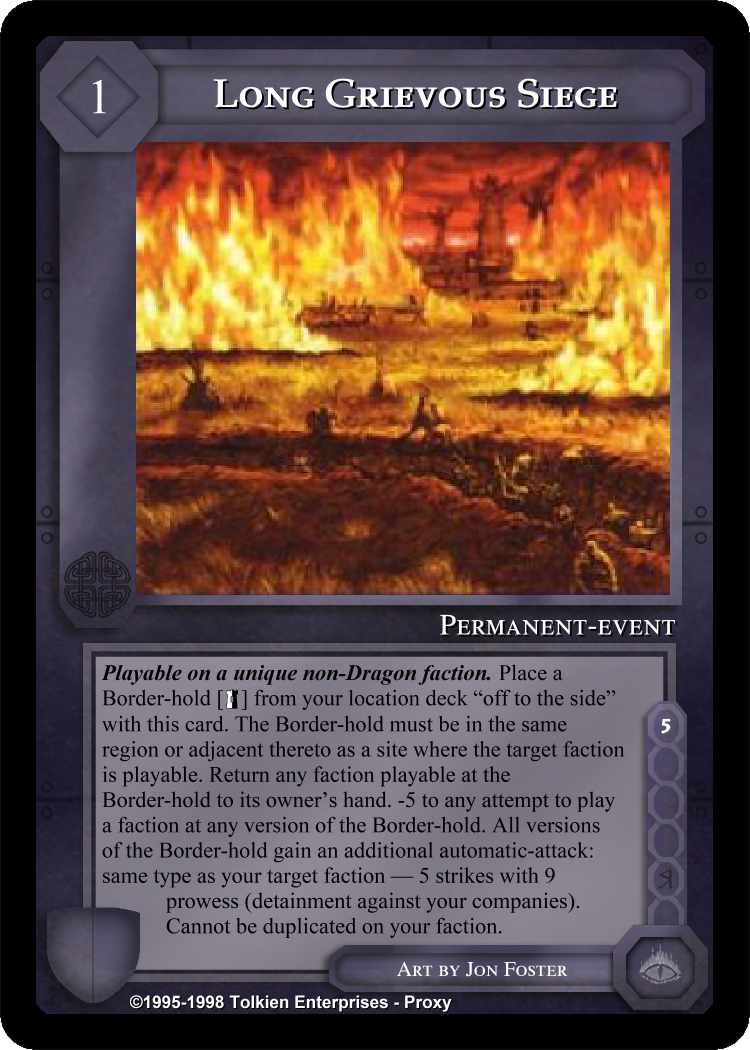 1
Long Grievous Siege
Permanent-event
Playable on a unique non-Dragon faction. Place a
Border-hold [ ] from your location deck “off to the side”
with this card. The Border-hold must be in the same
region or adjacent thereto as a site where the target faction
is playable. Return any faction playable at the
Border-hold to its owner’s hand. -5 to any attempt to play
a faction at any version of the Border-hold. All versions
of the Border-hold gain an additional automatic-attack:
same type as your target faction — 5 strikes with 9
prowess (detainment against your companies).
Cannot be duplicated on your faction.
5
Art by Jon Foster
©1995-1998 Tolkien Enterprises - Proxy